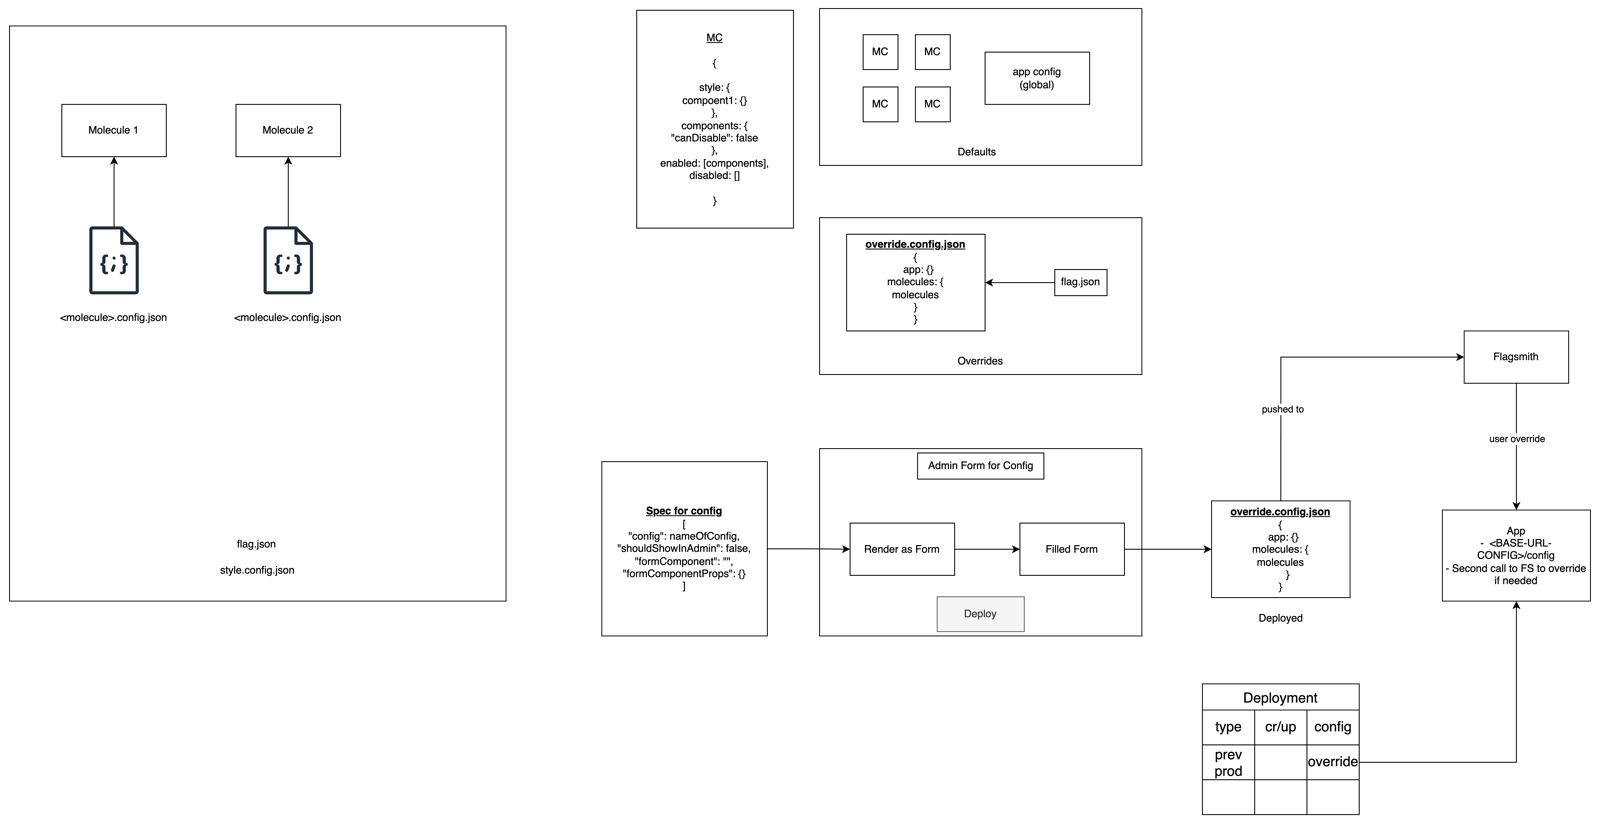 Molecule 1
Molecule 2
<molecule>.config.json
<molecule>.config.json
flag.json
style.config.json
MC
{
style: {
compoent1: {}
},
components: {
"canDisable": false
},
enabled: [components],
disabled: []
}
MC
MC
MC
MC
app config
(global)
Defaults
override.config.json
{
app: {}
molecules: {
molecules
}
}
flag.json
Overrides
Spec for config
[
"config": nameOfConfig,
"shouldShowInAdmin": false,
"formComponent": "",
"formComponentProps": {}
]
Admin Form for Config
Render as Form
Filled Form
Deploy
override.config.json
{
app: {}
molecules: {
molecules
}
}
Deployed
pushed to
Flagsmith
user override
App
- <BASE-URL-
CONFIG>/config
- Second call to FS to override
if needed
Deployment
type
cr/up
config
prev
prod
override